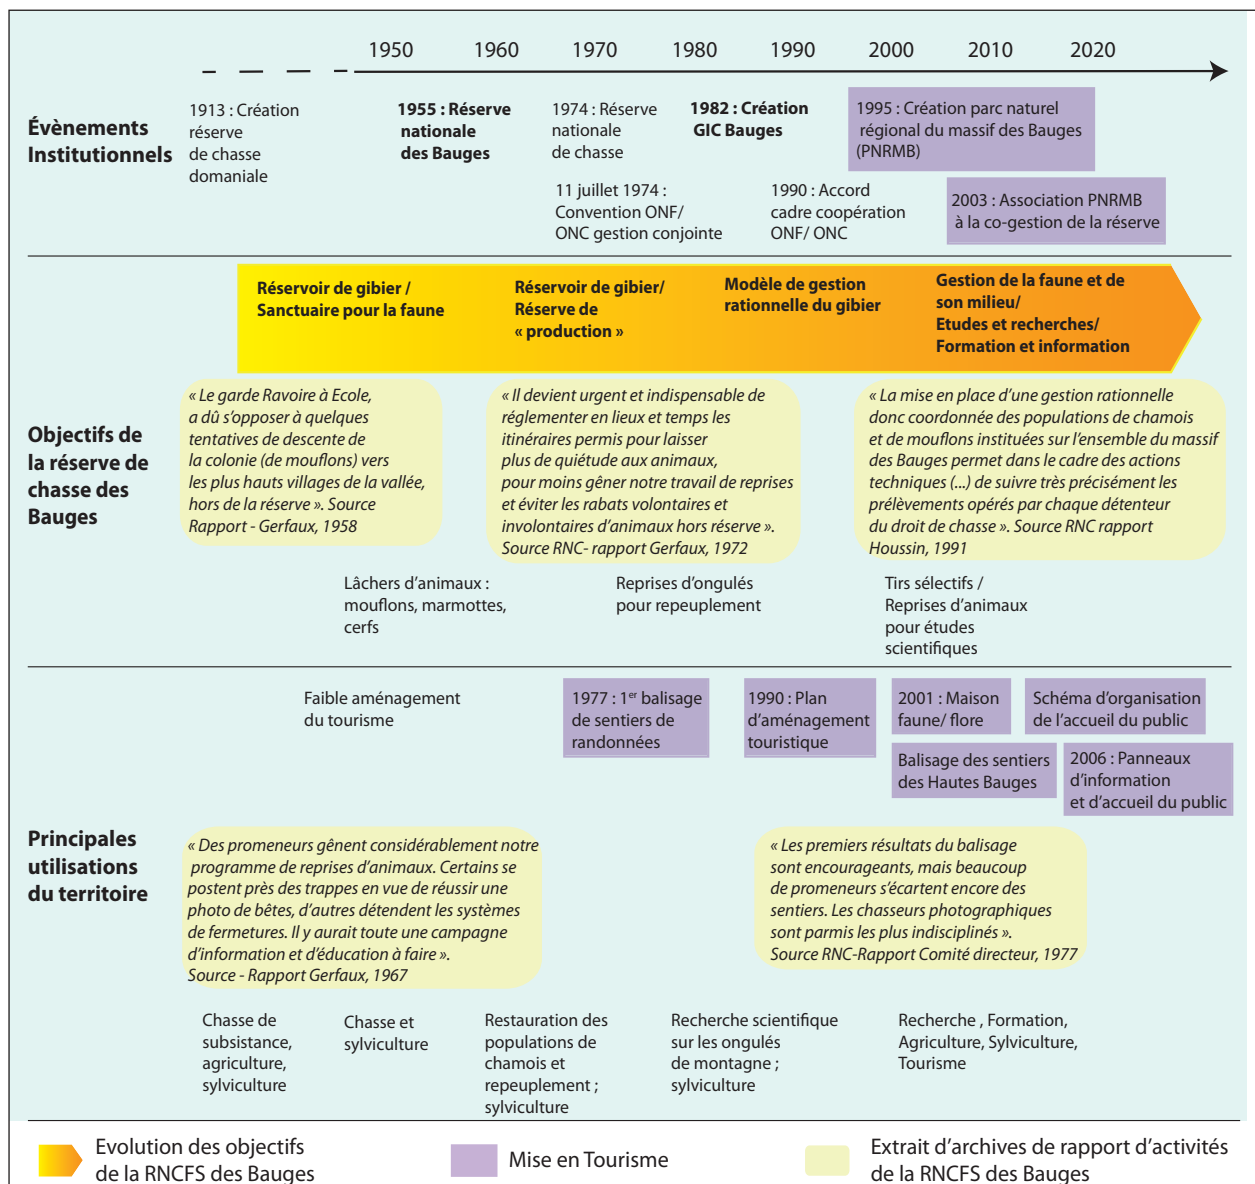 1950 1960 1970 1980 1990 2000 2010 2020
Évènements
Institutionnels
1913 : Création
réserve
de chasse
domaniale
1955 : Réserve
nationale
des Bauges
1974 : Réserve
nationale
de chasse
1982 : Création
GIC Bauges
1995 : Création parc naturel
régional du massif des Bauges
(PNRMB)
11 juillet 1974 :
Convention ONF/
ONC gestion conjointe
1990 : Accord
cadre coopération
ONF/ ONC
2003 : Association PNRMB
à la co-gestion de la réserve
Objectifs de
la réserve de
chasse des
Bauges
Réservoir de gibier /
Sanctuaire pour la faune
Réservoir de gibier/
Réserve de
« production »
Modèle de gestion
rationnelle du gibier
Gestion de la faune et de
son milieu/
Etudes et recherches/
Formation et information
« Le garde Ravoire à Ecole,
a dû s’opposer à quelques
tentatives de descente de
la colonie (de mouflons) vers
les plus hauts villages de la vallée,
hors de la réserve ». Source
Rapport - Gerfaux, 1958
« Il devient urgent et indispensable de
réglementer en lieux et temps les
itinéraires permis pour laisser
plus de quiétude aux animaux,
pour moins gêner notre travail de reprises
et éviter les rabats volontaires et
involontaires d’animaux hors réserve ».
Source RNC- rapport Gerfaux, 1972
« La mise en place d’une gestion rationnelle
donc coordonnée des populations de chamois
et de mouflons instituées sur l’ensemble du massif
des Bauges permet dans le cadre des actions
techniques (...) de suivre très précisément les
prélèvements opérés par chaque détenteur
du droit de chasse ». Source RNC rapport
Houssin, 1991
Lâchers d’animaux :
mouflons, marmottes,
cerfs
Reprises d’ongulés
pour repeuplement
Tirs sélectifs /
Reprises d’animaux
pour études
scientifiques
Principales
utilisations
du territoire
Faible aménagement
du tourisme
1977 : 1er balisage
de sentiers de
randonnées
1990 : Plan
d’aménagement
touristique
2001 : Maison
faune/ flore
Schéma d’organisation
de l’accueil du public
Balisage des sentiers
des Hautes Bauges
2006 : Panneaux
d’information
et d’accueil du public
« Des promeneurs gênent considérablement notre
programme de reprises d’animaux. Certains se
postent près des trappes en vue de réussir une
photo de bêtes, d’autres détendent les systèmes
de fermetures. Il y aurait toute une campagne
d’information et d’éducation à faire ».
Source - Rapport Gerfaux, 1967
« Les premiers résultats du balisage
sont encourageants, mais beaucoup
de promeneurs s’écartent encore des
sentiers. Les chasseurs photographiques
sont parmis les plus indisciplinés ».
Source RNC-Rapport Comité directeur, 1977
Chasse de
subsistance,
agriculture,
sylviculture
Chasse et
sylviculture
Restauration des
populations de
chamois et
repeuplement ;
sylviculture
Recherche scientifique
sur les ongulés
de montagne ;
sylviculture
Recherche , Formation,
Agriculture, Sylviculture,
Tourisme
Evolution des objectifs
de la RNCFS des Bauges
Mise en Tourisme
Extrait d’archives de rapport d’activités
de la RNCFS des Bauges